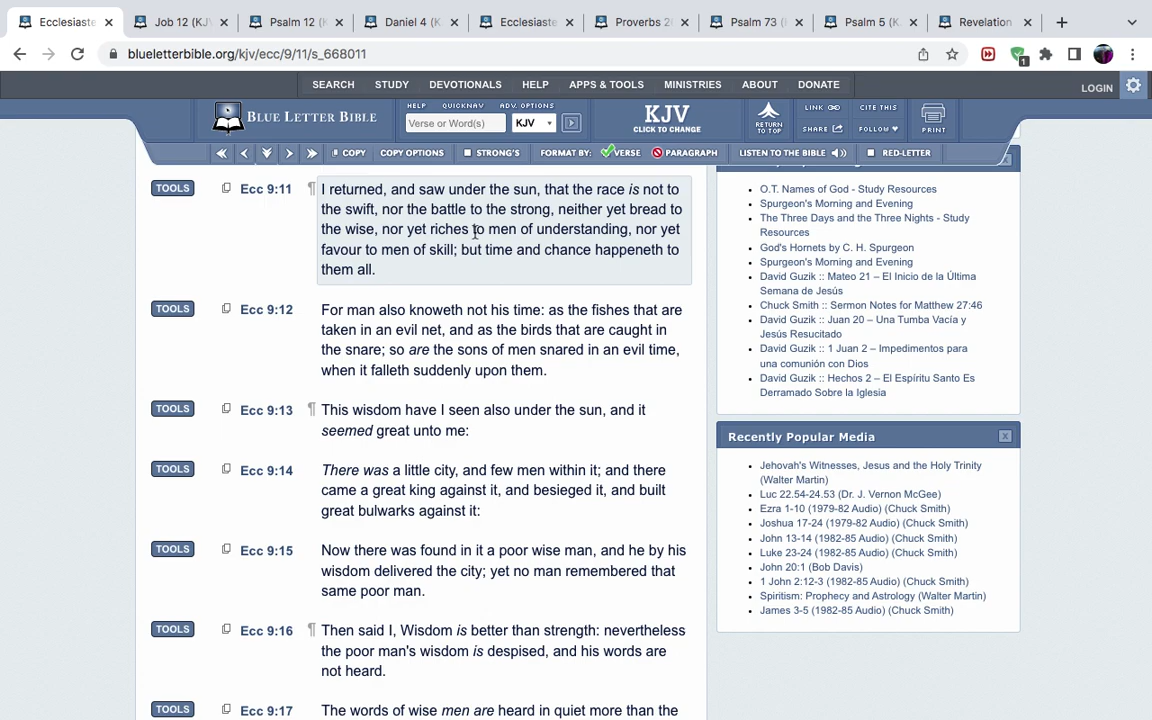 Ecclesiaste
Job 12 (KJV
Psalm 12 (K
Daniel 4 (K
Ecclesiaste
Proverbs 2
Psalm 73 (K
Psalm 5 (K
Revelation
blueletterbible.org/kjv/ecc/9/11/s_668011
1
SEARCH STUDY DEVOTIONALS HELP APPS & TOOLS MINISTRIES ABOUT DONATE
LOGIN
BLUE LETTER BIBLE
HELP QUICKNAV ADV. OPTIONS
Verse or Word(s) KJV
KJV
CLICK TO CHANGE
RETURN
TO TOP
LINK CITE THIS
SHARE FOLLOW
PRINT
COPY COPY OPTIONS STRONG'S FORMAT BY: VERSE PARAGRAPH LISTEN TO THE BIBLE RED-LETTER
TOOLS Ecc 9:11 ¶ I returned, and saw under the sun, that the race is not to
the swift, nor the battle to the strong, neither yet bread to
the wise, nor yet riches to men of understanding, nor yet
favour to men of skill; but time and chance happeneth to
them all.
TOOLS Ecc 9:12 For man also knoweth not his time: as the fishes that are
taken in an evil net, and as the birds that are caught in
the snare; so are the sons of men snared in an evil time,
when it falleth suddenly upon them.
TOOLS Ecc 9:13 ¶ This wisdom have I seen also under the sun, and it
seemed great unto me:
TOOLS Ecc 9:14 There was a little city, and few men within it; and there
came a great king against it, and besieged it, and built
great bulwarks against it:
TOOLS Ecc 9:15 Now there was found in it a poor wise man, and he by his
wisdom delivered the city; yet no man remembered that
same poor man.
TOOLS Ecc 9:16 ¶ Then said I, Wisdom is better than strength: nevertheless
the poor man's wisdom is despised, and his words are
not heard.
TOOLS Ecc 9:17 The words of wise men are heard in quiet more than the
O.T. Names of God - Study Resources
Spurgeon's Morning and Evening
The Three Days and the Three Nights - Study
Resources
God's Hornets by C. H. Spurgeon
Spurgeon's Morning and Evening
David Guzik :: Mateo 21 – El Inicio de la Última
Semana de Jesús
Chuck Smith :: Sermon Notes for Matthew 27:46
David Guzik :: Juan 20 – Una Tumba Vacía y
Jesús Resucitado
David Guzik :: 1 Juan 2 – Impedimentos para
una comunión con Dios
David Guzik :: Hechos 2 – El Espíritu Santo Es
Derramado Sobre la Iglesia
Recently Popular Media
Jehovah's Witnesses, Jesus and the Holy Trinity
(Walter Martin)
Luc 22.54-24.53 (Dr. J. Vernon McGee)
Ezra 1-10 (1979-82 Audio) (Chuck Smith)
Joshua 17-24 (1979-82 Audio) (Chuck Smith)
John 13-14 (1982-85 Audio) (Chuck Smith)
Luke 23-24 (1982-85 Audio) (Chuck Smith)
John 20:1 (Bob Davis)
1 John 2:12-3 (1982-85 Audio) (Chuck Smith)
Spiritism: Prophecy and Astrology (Walter Martin)
James 3-5 (1982-85 Audio) (Chuck Smith)